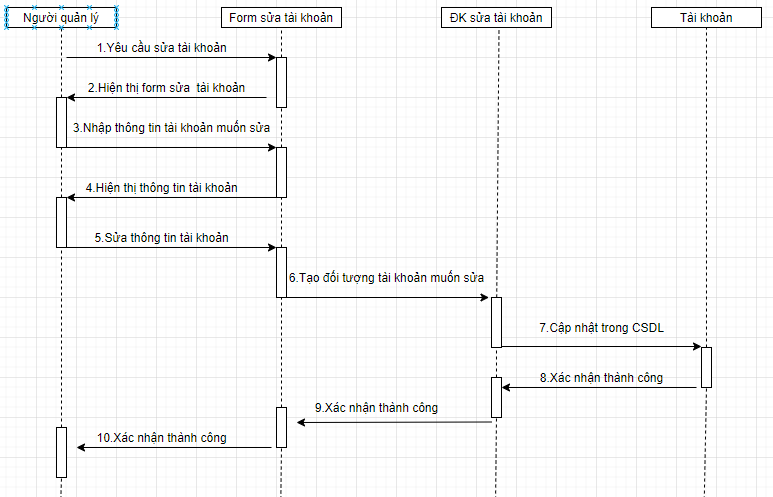 Người quản lý
Form sửa tài khoản
ĐK sửa tài khoản
Tài khoản
1.Yêu cầu sửa tài khoản
2.Hiện thị form sửa tài khoản
3.Nhập thông tin tài khoản muốn sửa
4.Hiện thị thông tin tài khoản
5.Sửa thông tin tài khoản
6.Tạo đối tượng tài khoản muốn sửa
7.Cập nhật trong CSDL
8.Xác nhận thành công
9.Xác nhận thành công
10.Xác nhận thành công